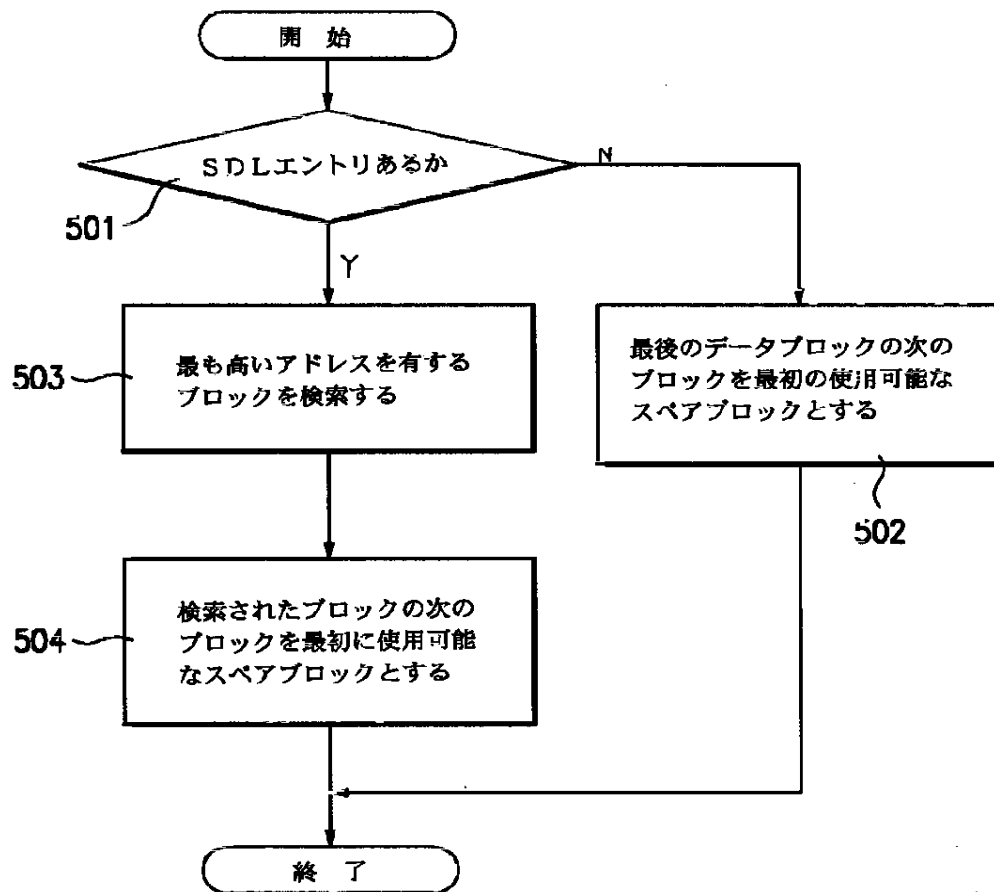 開 始
SDLエントリあるか
N
501
Y
503
最も高いアドレスを有する
ブロックを検索する
最後のデータブロックの次の
ブロックを最初の使用可能な
スペアブロックとする
502
504
検索されたブロックの次の
ブロックを最初に使用可能
なスペアブロックとする
終 了